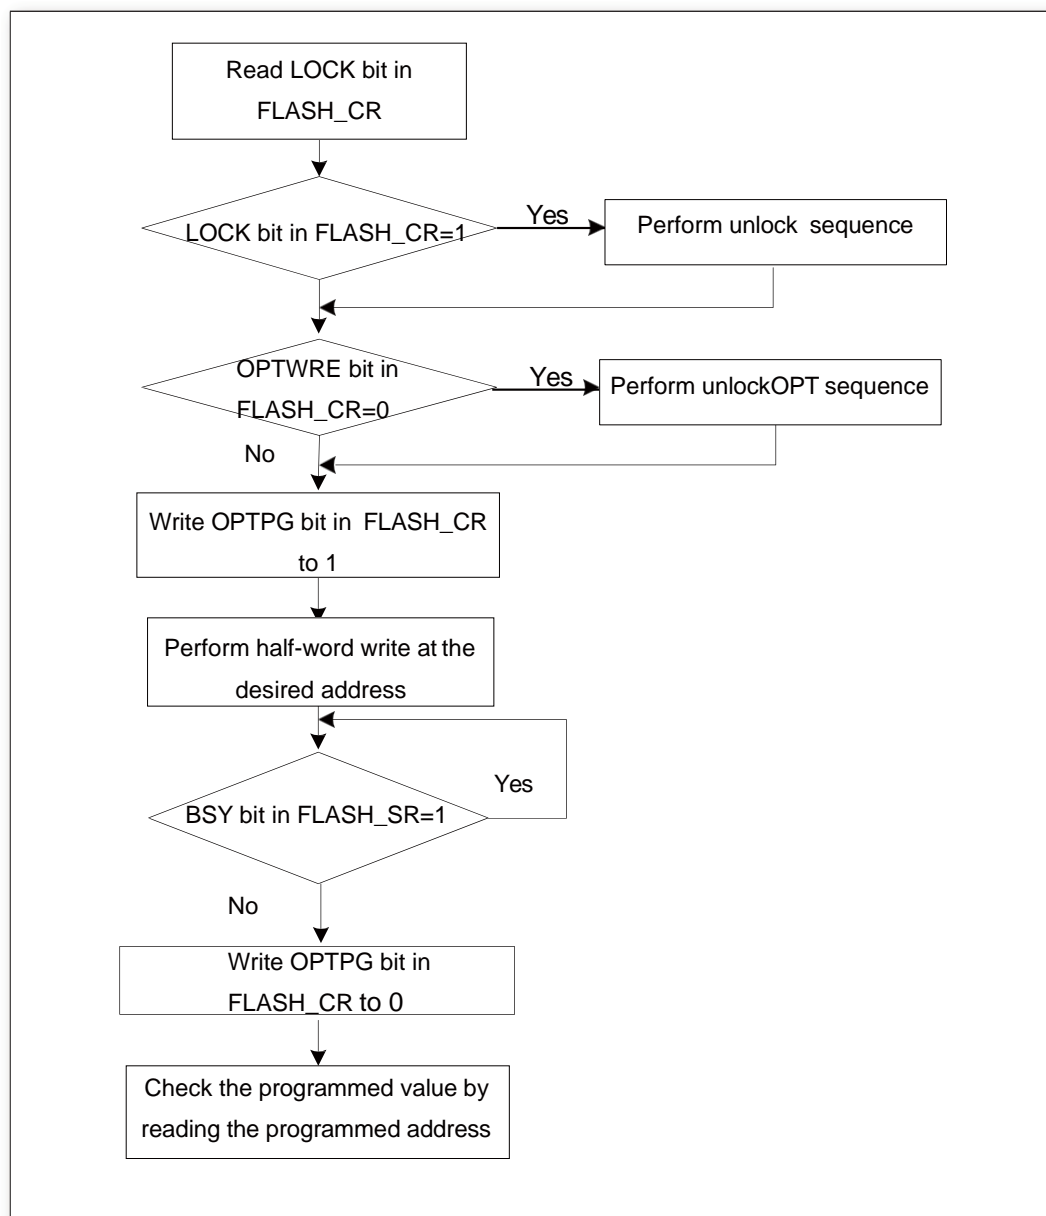 Read LOCK bit in
FLASH_CR
LOCK bit in FLASH_CR=1
Yes
Perform unlock sequence
OPTWRE bit in
FLASH_CR=0
Yes
Perform unlockOPT sequence
No
Write OPTPG bit in FLASH_CR
to 1
Perform half-word write at the
desired address
BSY bit in FLASH_SR=1
Yes
No
Write OPTPG bit in
FLASH_CR to 0
Check the programmed value by
reading the programmed address